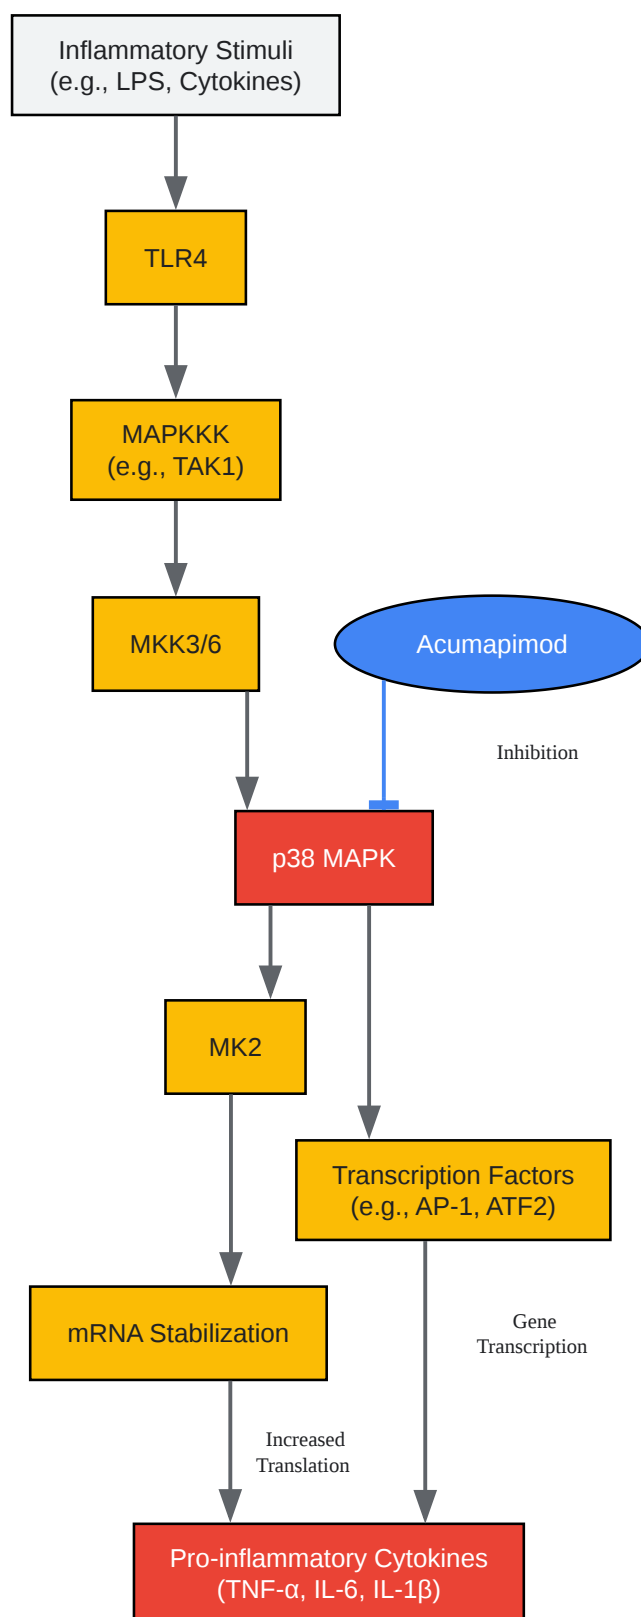 Inflammatory Stimuli
(e.g., LPS, Cytokines)
TLR4
MAPKKK
(e.g., TAK1)
MKK3/6
Acumapimod
Inhibition
p38 MAPK
MK2
Transcription Factors
(e.g., AP-1, ATF2)
mRNA Stabilization
Gene
Transcription
Increased
Translation
Pro-inflammatory Cytokines
(TNF-α, IL-6, IL-1β)